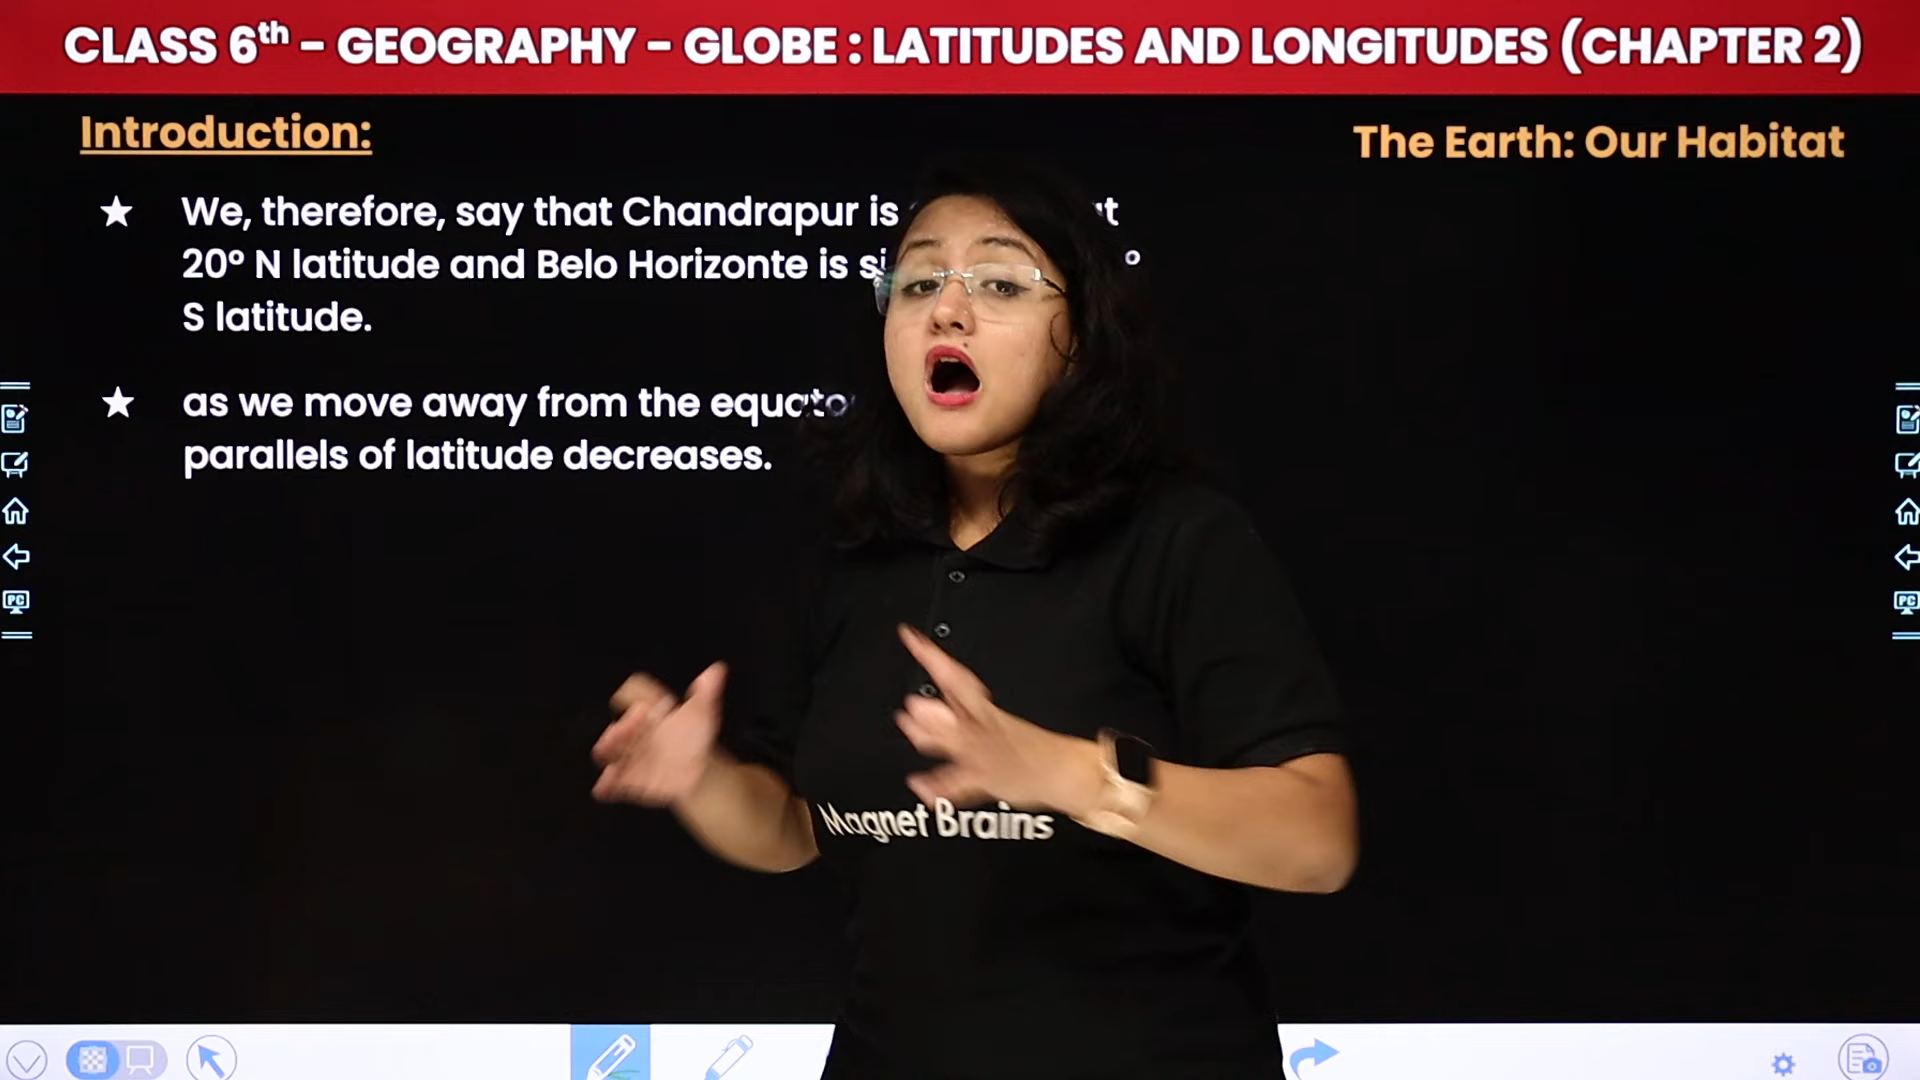 CLASS 6th – GEOGRAPHY – GLOBE : LATITUDES AND LONGITUDES (CHAPTER 2)
Introduction:
The Earth: Our Habitat
★ We, therefore, say that Chandrapur is
20° N latitude and Belo Horizonte is
S latitude.
★ as we move away from the
parallels of latitude decreases.
Magnet Brains
PC
PC